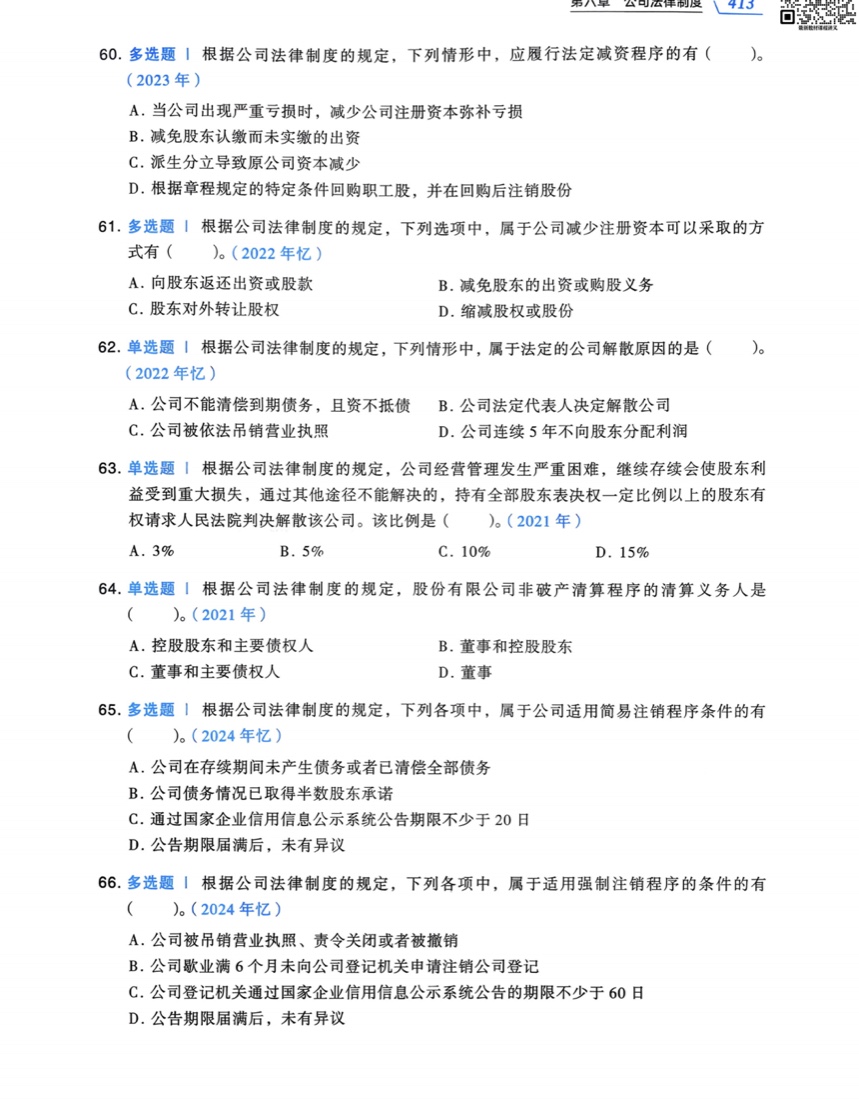 第六章 公司法律制度 413
60. 多选题 | 根据公司法律制度的规定，下列情形中，应履行法定减资程序的有（ ）。
（2023 年）
A. 当公司出现严重亏损时，减少公司注册资本弥补亏损
B. 减免股东认缴而未实缴的出资
C. 派生分立导致原公司资本减少
D. 根据章程规定的特定条件回购职工股，并在回购后注销股份
61. 多选题 | 根据公司法律制度的规定，下列选项中，属于公司减少注册资本可以采取的方
式有（ ）。（2022 年忆）
A. 向股东返还出资或股款 B. 减免股东的出资或购股义务
C. 股东对外转让股权 D. 缩减股权或股份
62. 单选题 | 根据公司法律制度的规定，下列情形中，属于法定的公司解散原因的是（ ）。
（2022 年忆）
A. 公司不能清偿到期债务，且资不抵债 B. 公司法定代表人决定解散公司
C. 公司被依法吊销营业执照 D. 公司连续 5 年不向股东分配利润
63. 单选题 | 根据公司法律制度的规定，公司经营管理发生严重困难，继续存续会使股东利
益受到重大损失，通过其他途径不能解决的，持有全部股东表决权一定比例以上的股东有
权请求人民法院判决解散该公司。该比例是（ ）。（2021 年）
A. 3% B. 5% C. 10% D. 15%
64. 单选题 | 根据公司法律制度的规定，股份有限公司非破产清算程序的清算义务人是
（ ）。（2021 年）
A. 控股股东和主要债权人 B. 董事和控股股东
C. 董事和主要债权人 D. 董事
65. 多选题 | 根据公司法律制度的规定，下列各项中，属于公司适用简易注销程序条件的有
（ ）。（2024 年忆）
A. 公司在存续期间未产生债务或者已清偿全部债务
B. 公司债务情况已取得半数股东承诺
C. 通过国家企业信用信息公示系统公告期限不少于 20 日
D. 公告期限届满后，未有异议
66. 多选题 | 根据公司法律制度的规定，下列各项中，属于适用强制注销程序的条件的有
（ ）。（2024 年忆）
A. 公司被吊销营业执照、责令关闭或者被撤销
B. 公司歇业满 6 个月未向公司登记机关申请注销公司登记
C. 公司登记机关通过国家企业信用信息公示系统公告的期限不少于 60 日
D. 公告期限届满后，未有异议